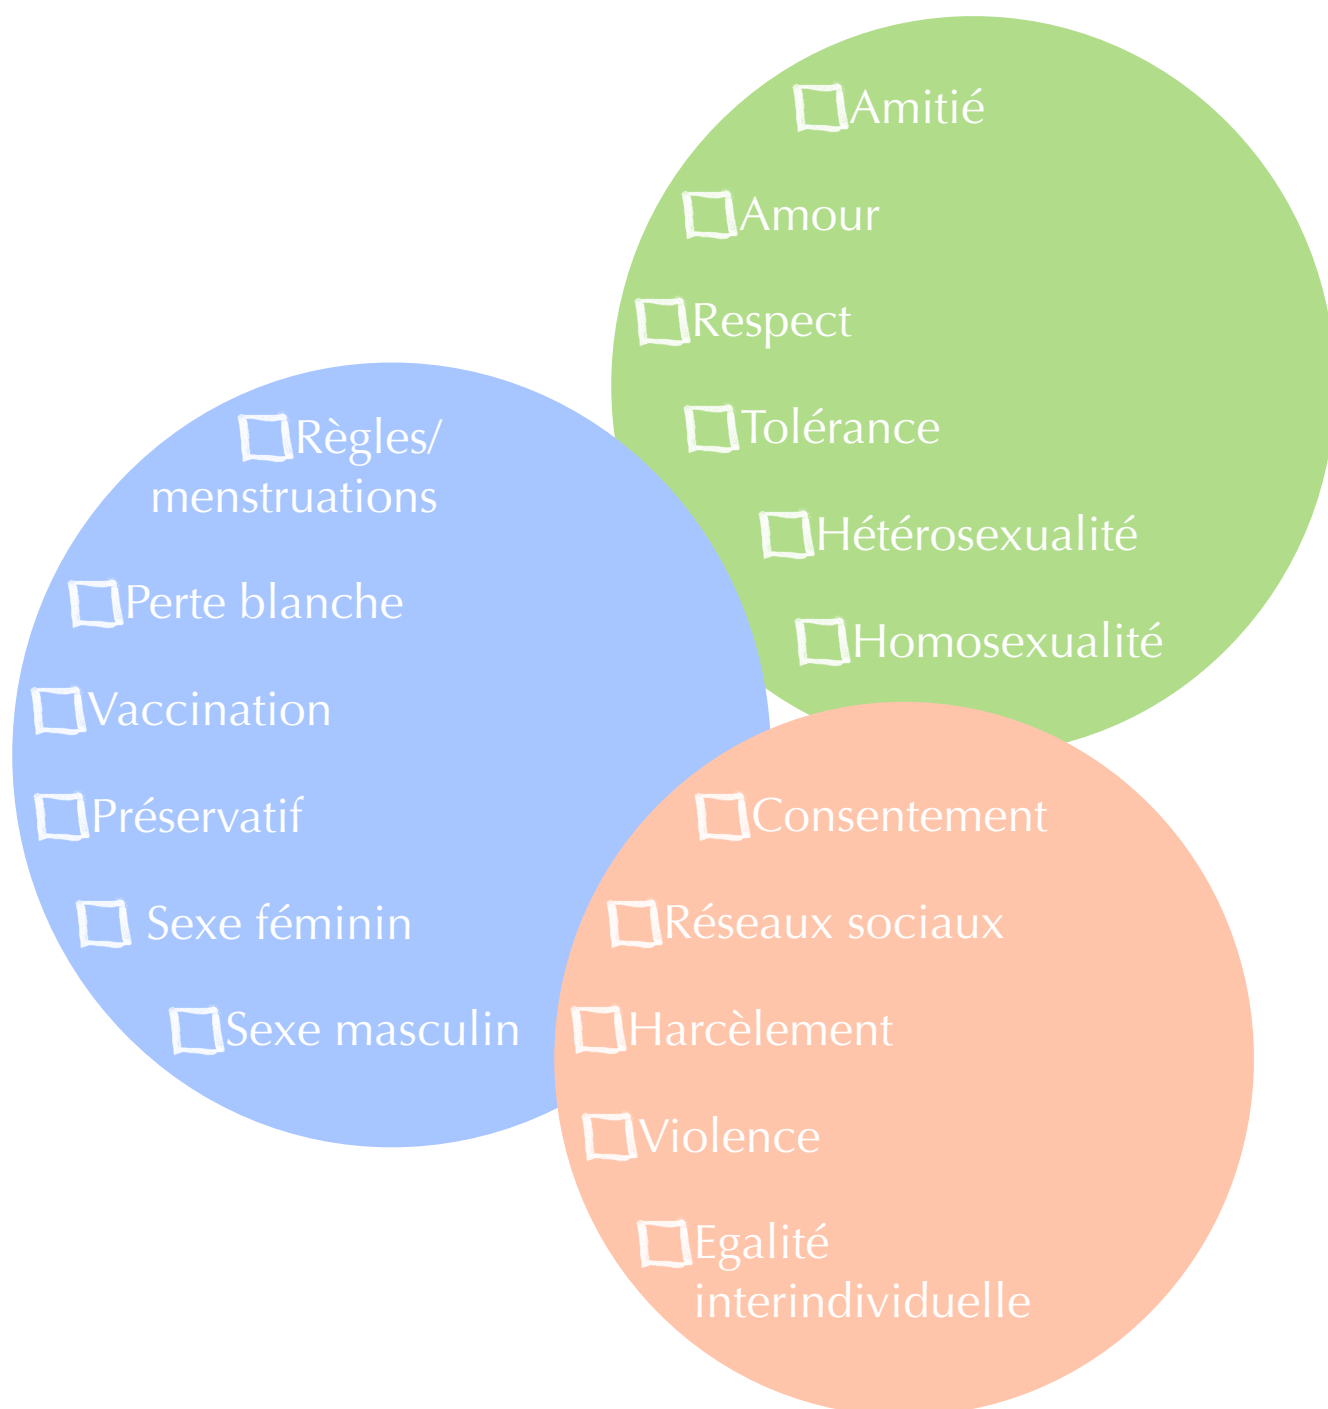 Amitié
Amour
Respect
Tolérance
Hétérosexualité
Homosexualité
Règles/
menstruations
Perte blanche
Vaccination
Préservatif
Sexe féminin
Sexe masculin
Consentement
Réseaux sociaux
Harcèlement
Violence
Egalité
interindividuelle